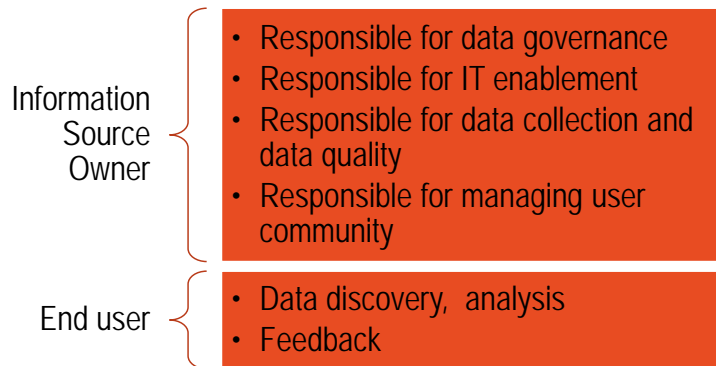 Information
Source
Owner
• Responsible for data governance
• Responsible for IT enablement
• Responsible for data collection and
data quality
• Responsible for managing user
community
End user
• Data discovery, analysis
• Feedback